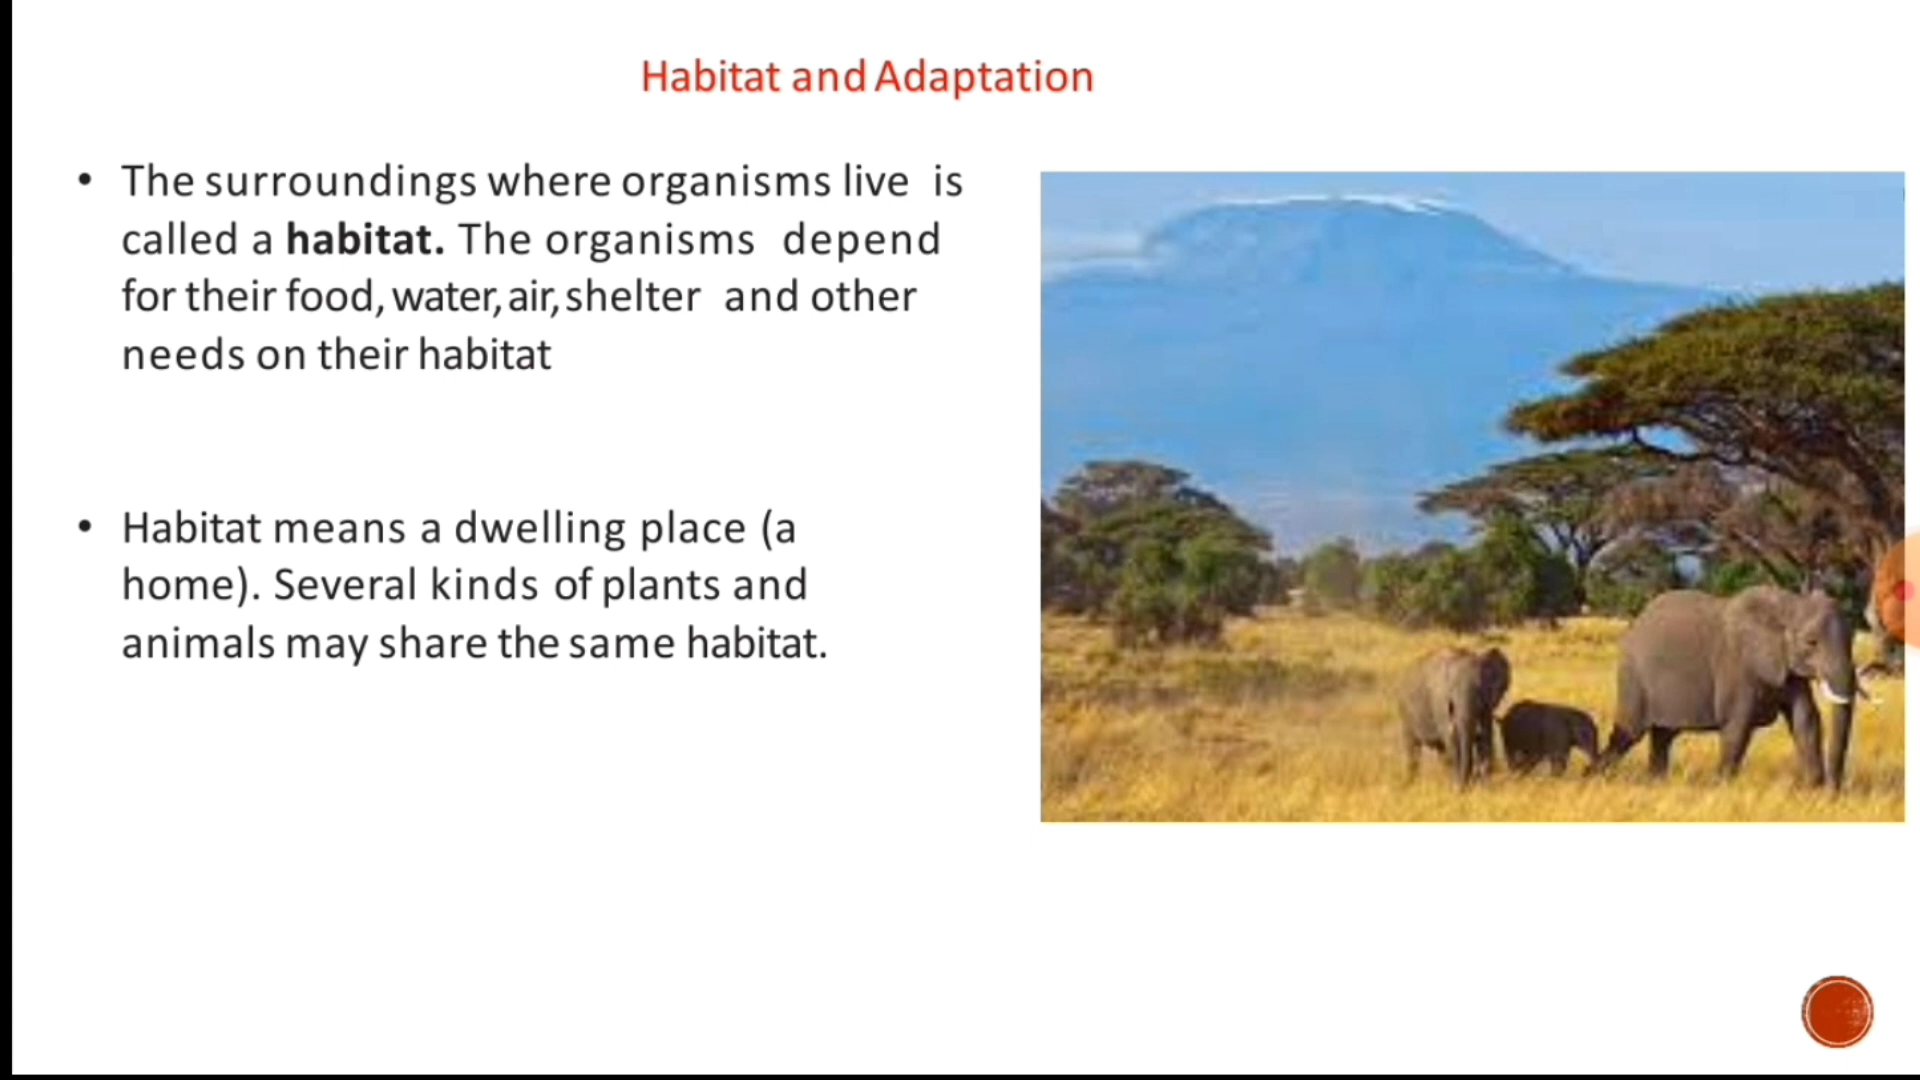 Habitat and Adaptation
• The surroundings where organisms live is
called a habitat. The organisms depend
for their food, water, air, shelter and other
needs on their habitat
• Habitat means a dwelling place (a
home). Several kinds of plants and
animals may share the same habitat.